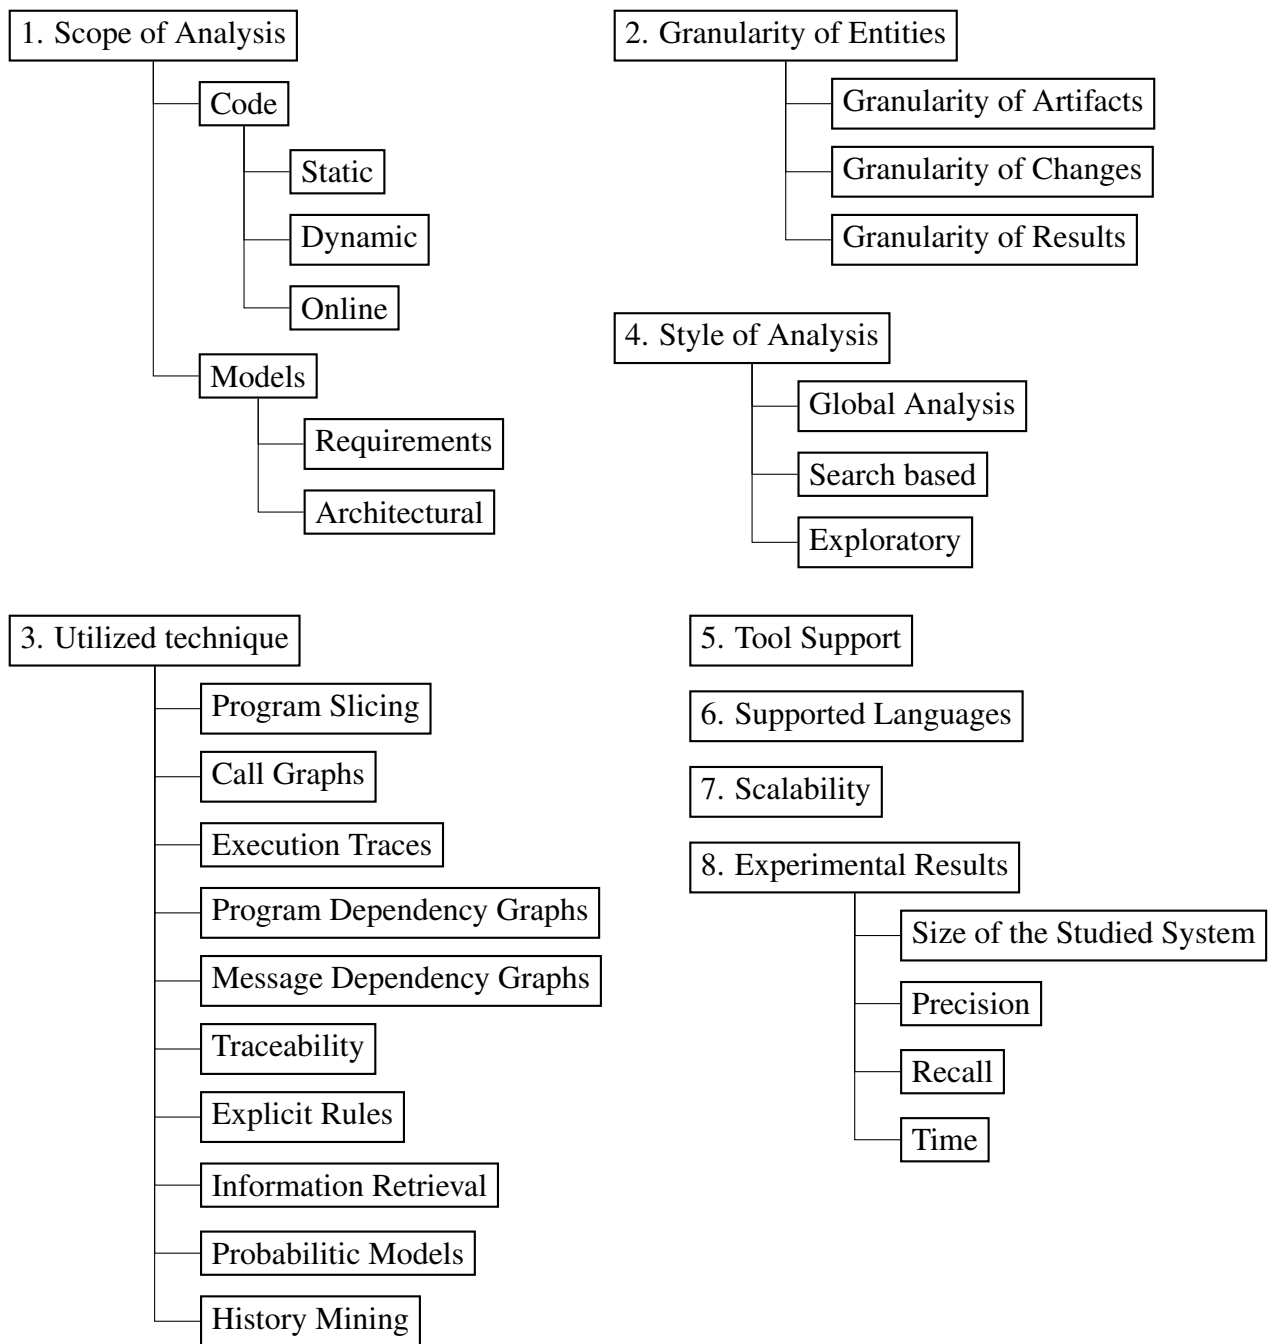 1. Scope of Analysis
Code
Static
Dynamic
Online
Models
Requirements
Architectural
2. Granularity of Entities
Granularity of Artifacts
Granularity of Changes
Granularity of Results
4. Style of Analysis
Global Analysis
Search based
Exploratory
3. Utilized technique
Program Slicing
Call Graphs
Execution Traces
Program Dependency Graphs
Message Dependency Graphs
Traceability
Explicit Rules
Information Retrieval
Probabilitic Models
History Mining
5. Tool Support
6. Supported Languages
7. Scalability
8. Experimental Results
Size of the Studied System
Precision
Recall
Time